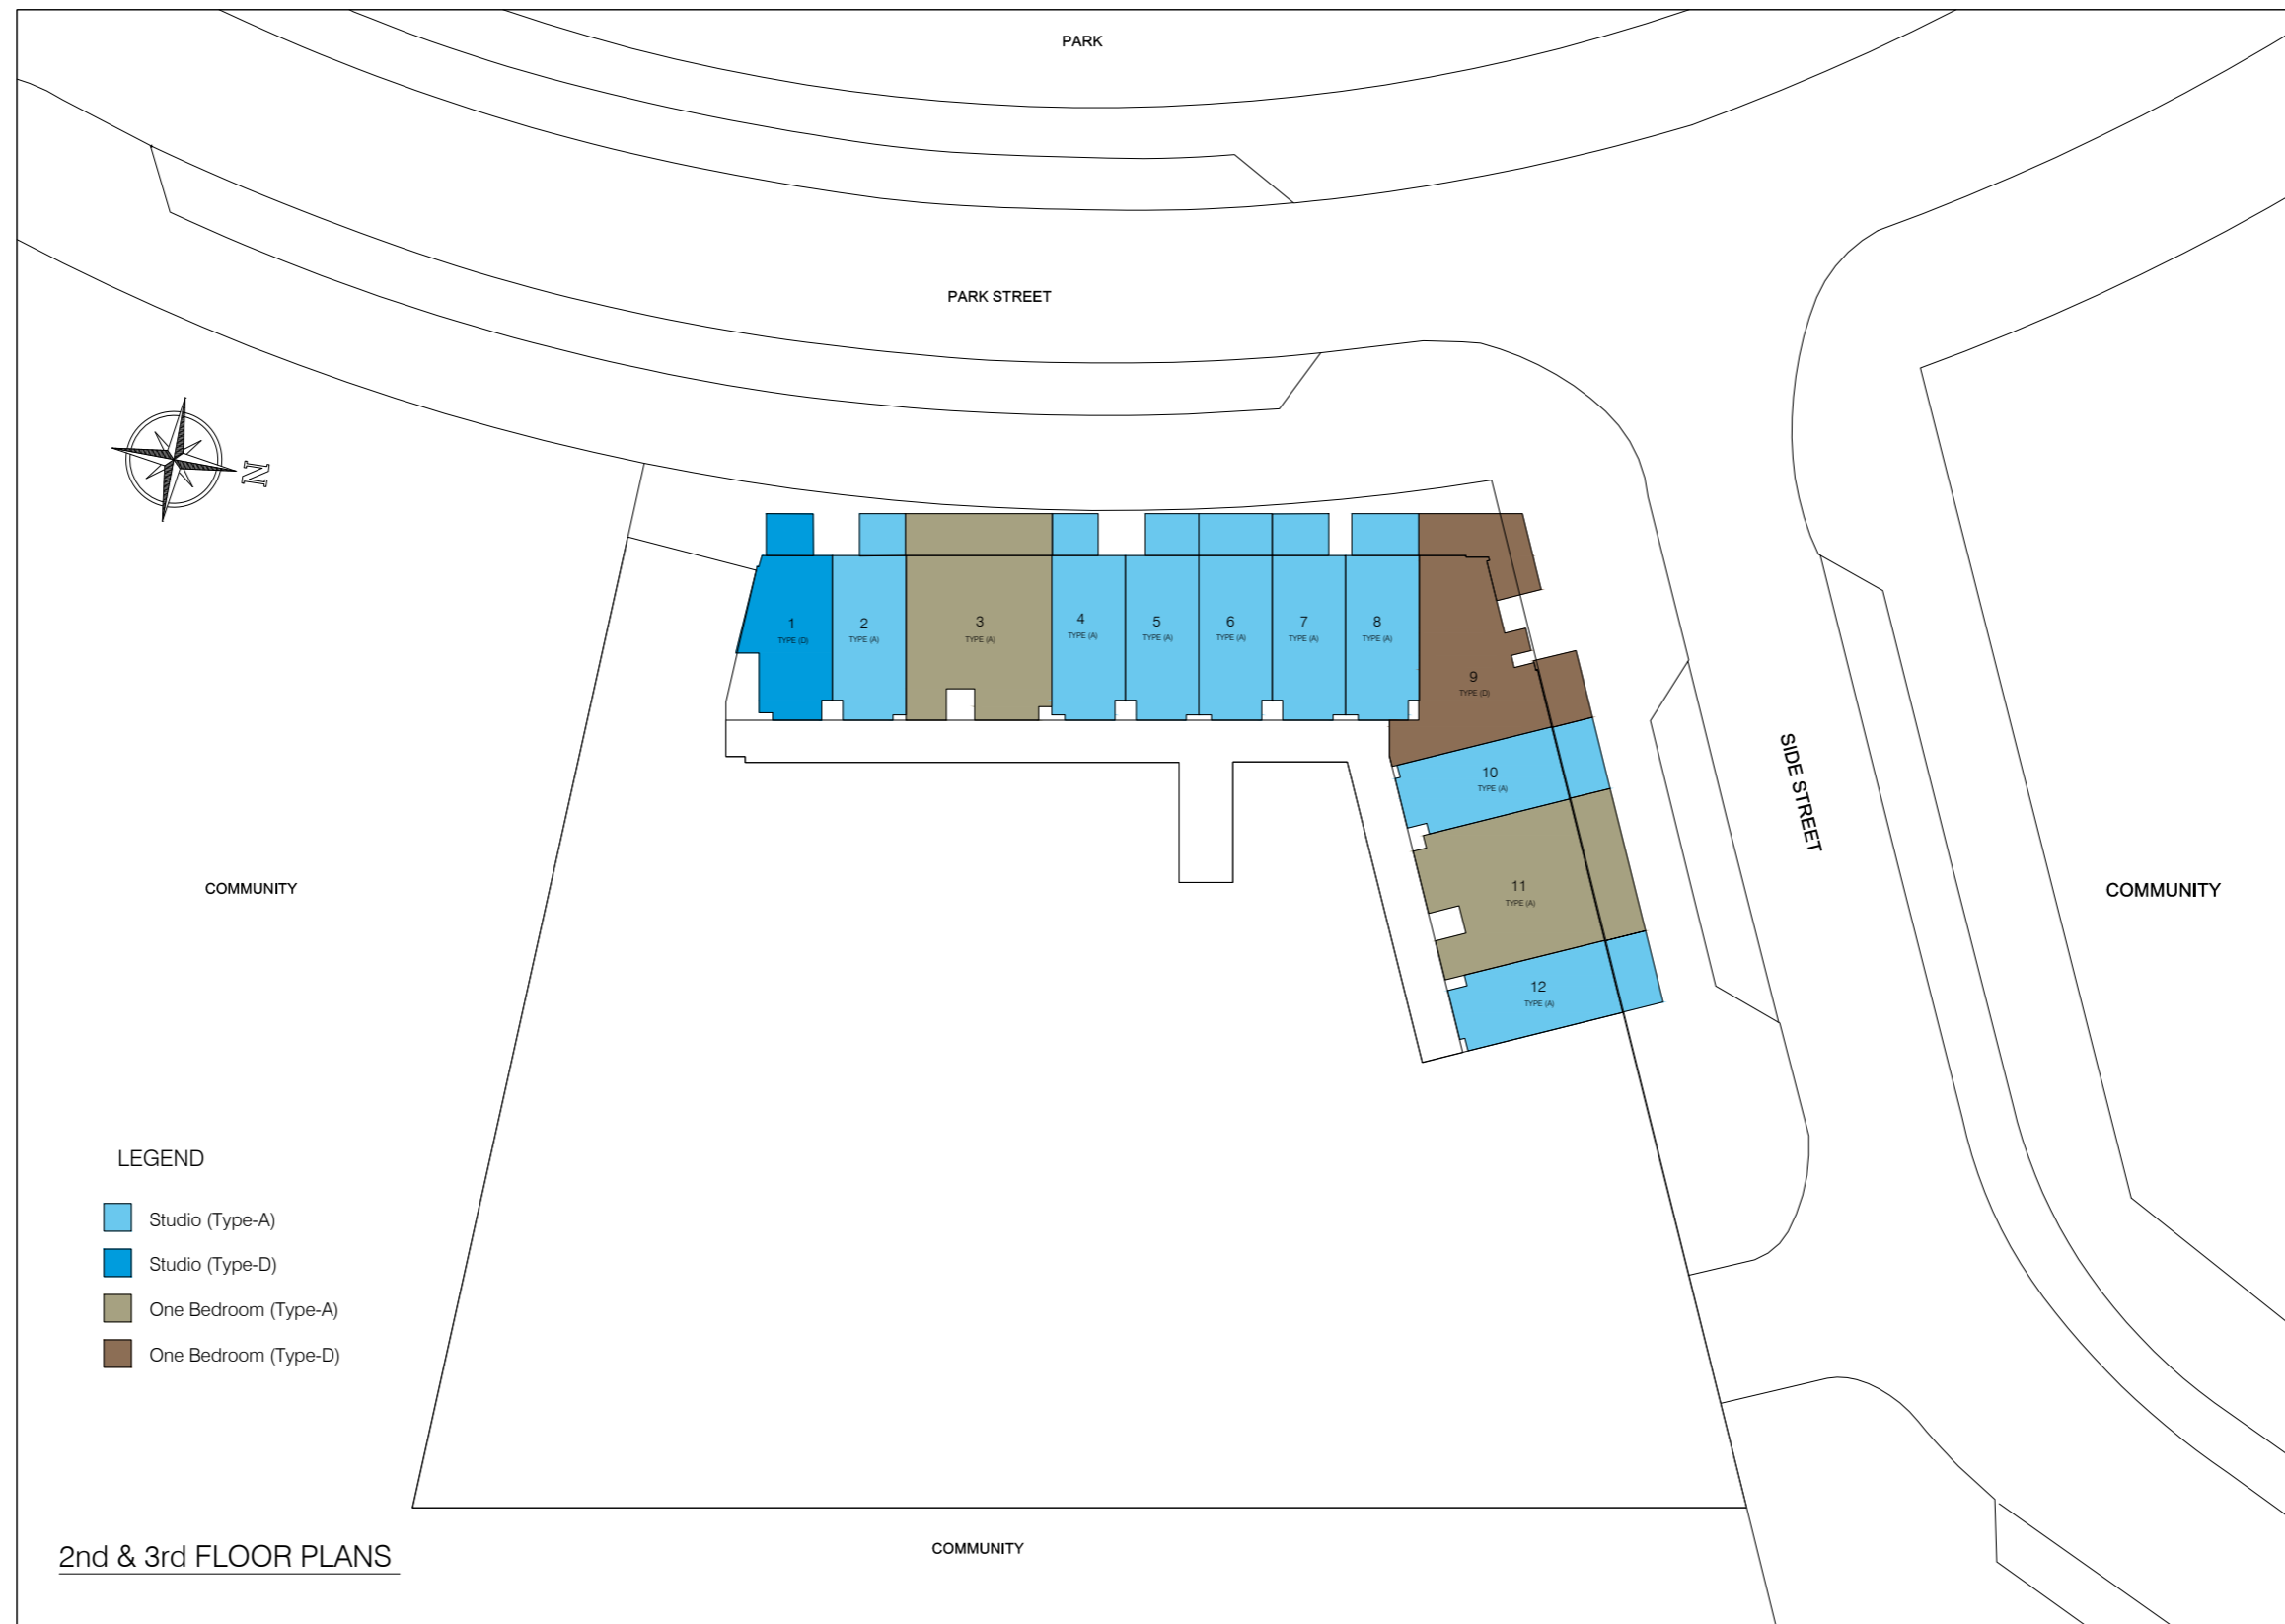 PARK
PARK STREET
N
1
TYPE (D)
2
TYPE (A)
3
TYPE (A)
4
TYPE (A)
5
TYPE (A)
6
TYPE (A)
7
TYPE (A)
8
TYPE (A)
9
TYPE (D)
10
TYPE (A)
11
TYPE (A)
12
TYPE (A)
SIDE STREET
COMMUNITY
COMMUNITY
LEGEND
Studio (Type-A)
Studio (Type-D)
One Bedroom (Type-A)
One Bedroom (Type-D)
2nd & 3rd FLOOR PLANS
COMMUNITY